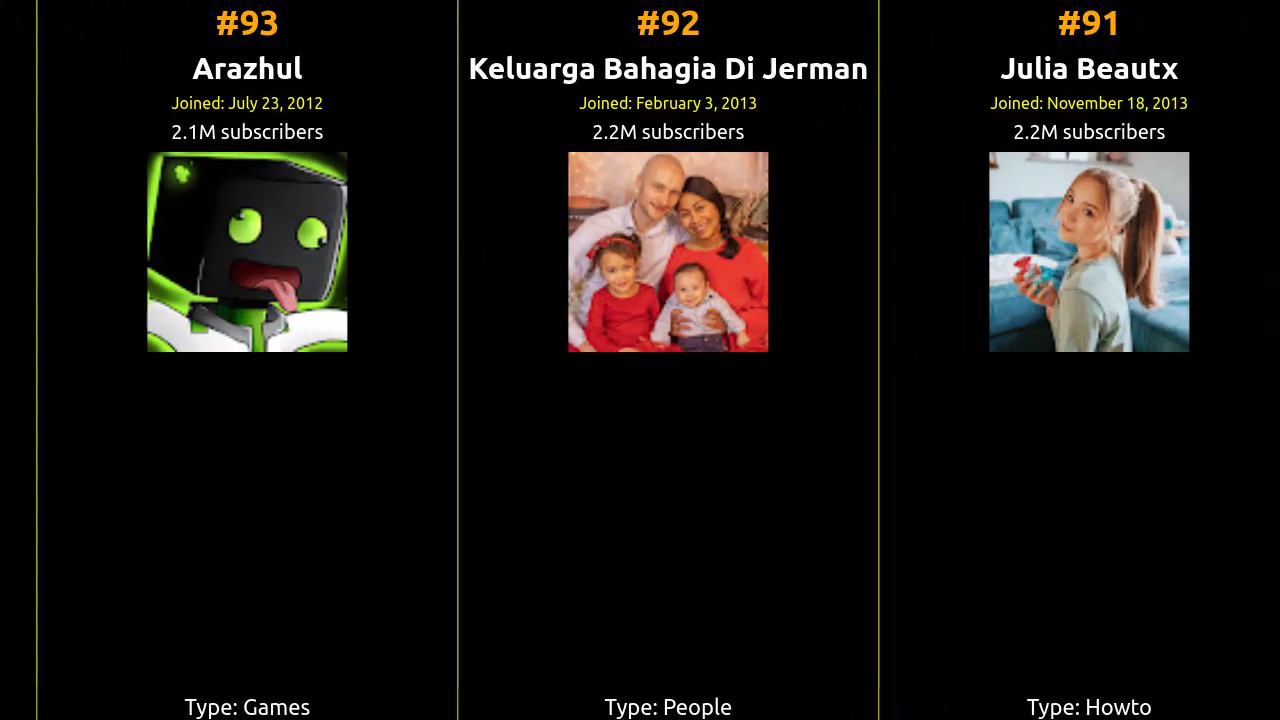 #93
Arazhul
Joined: July 23, 2012
2.1M subscribers
Type: Games
#92
Keluarga Bahagia Di Jerman
Joined: February 3, 2013
2.2M subscribers
Type: People
#91
Julia Beautx
Joined: November 18, 2013
2.2M subscribers
Type: Howto